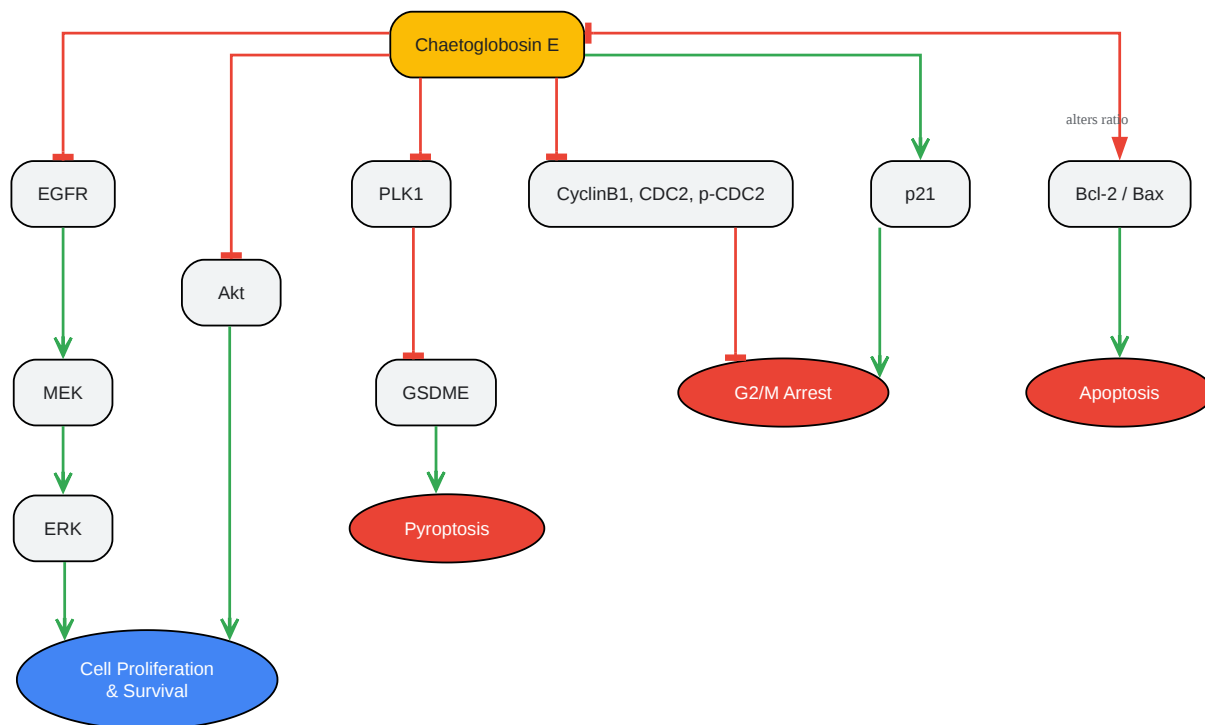 Chaetoglobosin E
alters ratio
EGFR
PLK1
CyclinB1, CDC2, p-CDC2
p21
Bcl-2 / Bax
Akt
MEK
GSDME
G2/M Arrest
Apoptosis
ERK
Pyroptosis
Cell Proliferation
& Survival